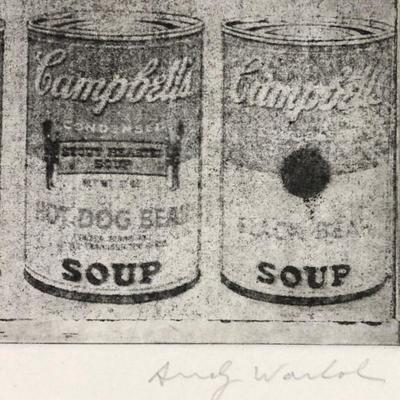 Campbell's
CONDENSED
HOT DOG BEAN
SOUP
Campbell's
BLACK BEAN
SOUP
Andy Warhol